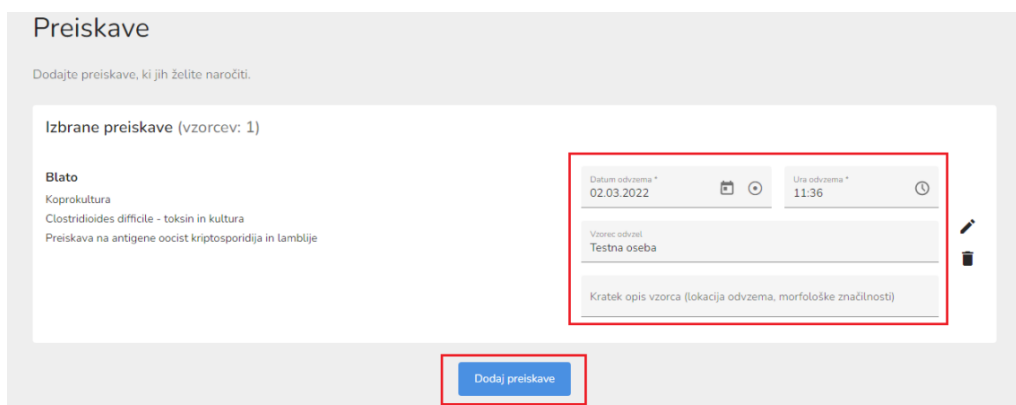 Preiskave
Dodajte preiskave, ki jih želite naročiti.
Izbrane preiskave (vzorcev: 1)
Blato
Koprokultura
Clostridioides difficile - toksin in kultura
Preiskava na antigene oocist kriptosporidija in lamblije
Datum odvzema *
02.03.2022
Ura odvzema *
11:36
Vzorec odvzel
Testna oseba
Kratek opis vzorca (lokacija odvzema, morfološke značilnosti)
Dodaj preiskave